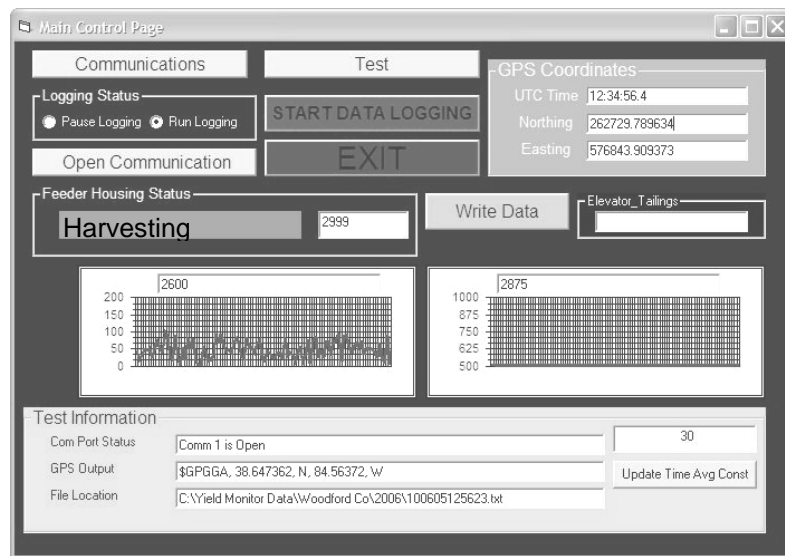 Main Control Page
Communications
Test
GPS Coordinates
UTC Time 12:34:56.4
Northing 262729.789634
Easting 576843.909373
Logging Status
Pause Logging Run Logging
START DATA LOGGING
Open Communication
EXIT
Feeder Housing Status
Harvesting
2999
Write Data
Elevator_Tailings
2600
200
150
100
50
0
2875
1000
875
750
625
500
Test Information
Com Port Status Comm 1 is Open
30
GPS Output $GPGGA, 38.647362, N, 84.56372, W
Update Time Avg Const
File Location C:\Yield Monitor Data\Woodford Co\2006\100605125623.txt